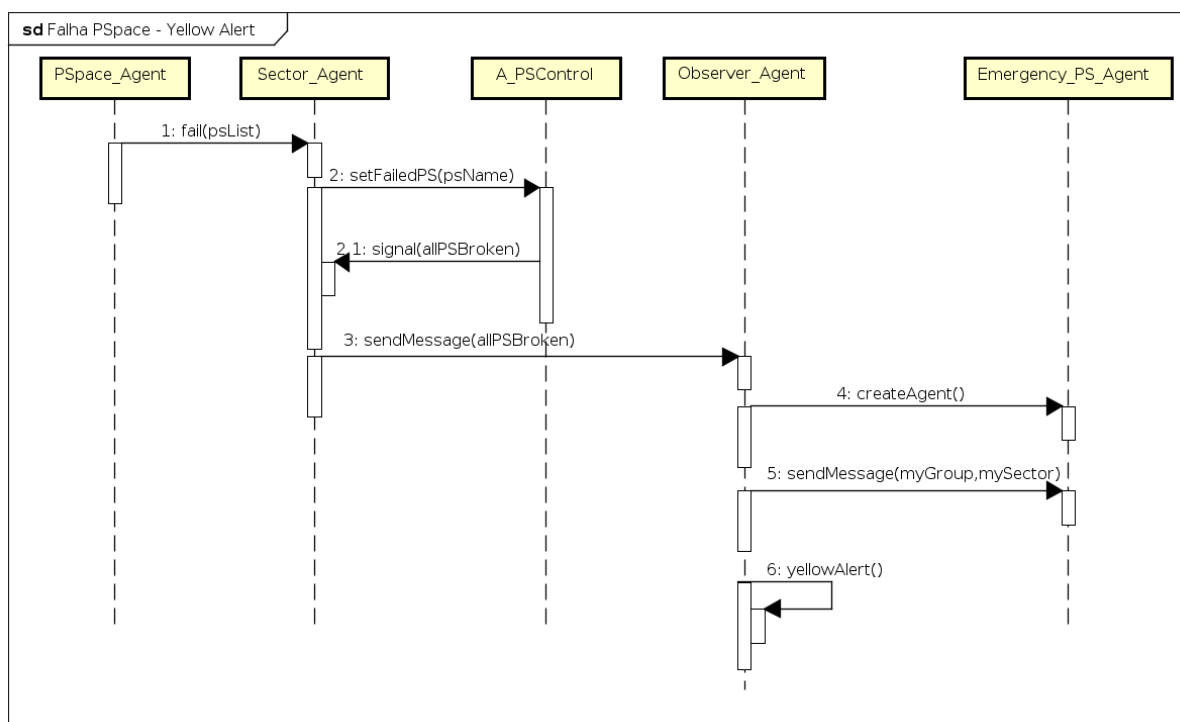 sd Falha PSpace - Yellow Alert
PSpace_Agent
Sector_Agent
A_PSControl
Observer_Agent
Emergency_PS_Agent
1: fail(psList)
2: setFailedPS(psName)
2.1: signal(allPSBroken)
3: sendMessage(allPSBroken)
4: createAgent()
5: sendMessage(myGroup,mySector)
6: yellowAlert()